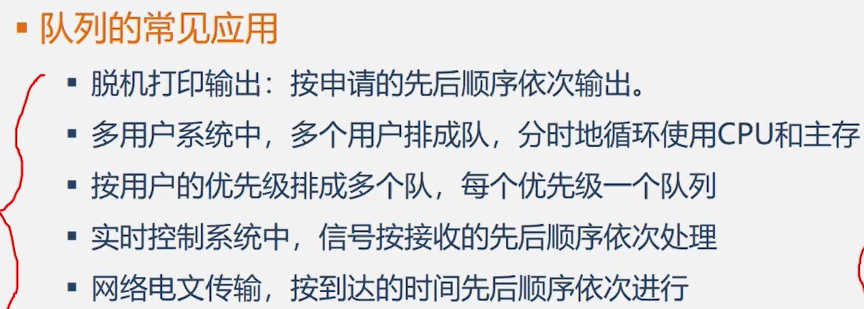 ▪ 队列的常见应用
▪ 脱机打印输出：按申请的先后顺序依次输出。
▪ 多用户系统中，多个用户排成队，分时地循环使用CPU和主存
▪ 按用户的优先级排成多个队，每个优先级一个队列
▪ 实时控制系统中，信号按接收的先后顺序依次处理
▪ 网络电文传输，按到达的时间先后顺序依次进行